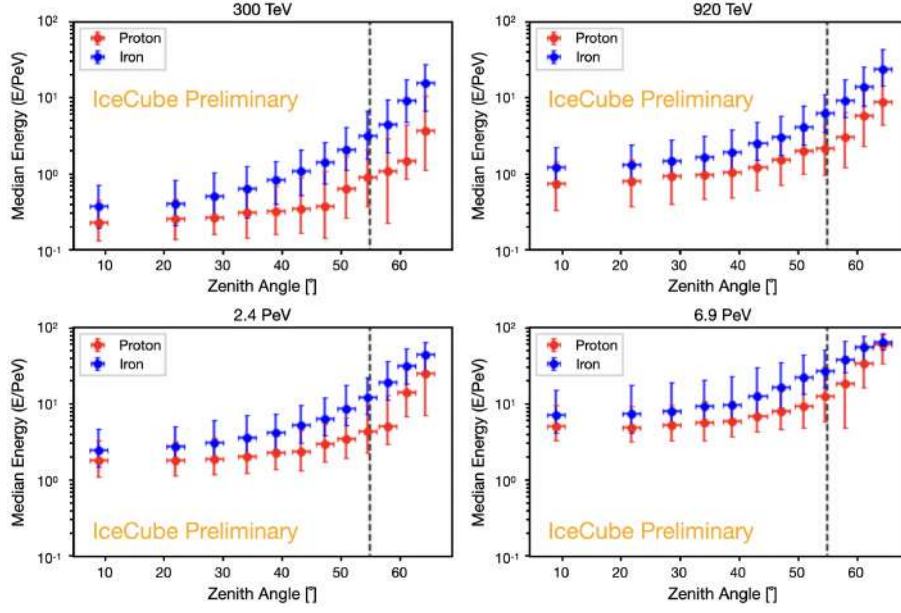 300 TeV
Median Energy (E/PeV)
10²
10¹
10⁰
10⁻¹
Proton
Iron
IceCube Preliminary
10 20 30 40 50 60
Zenith Angle [°]
920 TeV
Median Energy (E/PeV)
10²
10¹
10⁰
10⁻¹
Proton
Iron
IceCube Preliminary
10 20 30 40 50 60
Zenith Angle [°]
2.4 PeV
Median Energy (E/PeV)
10²
10¹
10⁰
10⁻¹
Proton
Iron
IceCube Preliminary
10 20 30 40 50 60
Zenith Angle [°]
6.9 PeV
Median Energy (E/PeV)
10²
10¹
10⁰
10⁻¹
Proton
Iron
IceCube Preliminary
10 20 30 40 50 60
Zenith Angle [°]